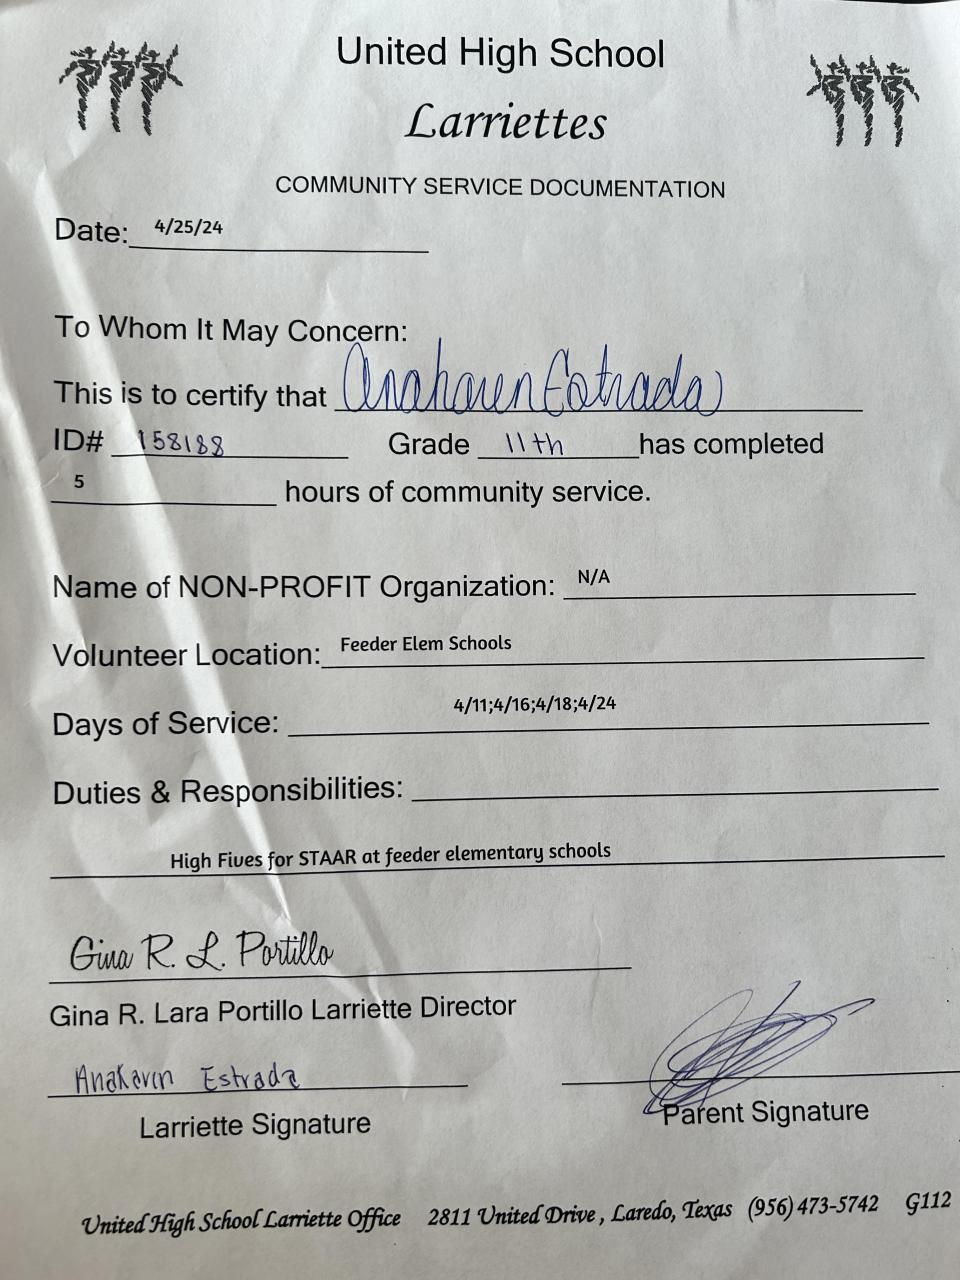 United High School
Larriettes
COMMUNITY SERVICE DOCUMENTATION
Date: 4/25/24
To Whom It May Concern:
This is to certify that Anakaren Estrada
ID# 158188 Grade 11th has completed
5 hours of community service.
Name of NON-PROFIT Organization: N/A
Volunteer Location: Feeder Elem Schools
Days of Service: 4/11;4/16;4/18;4/24
Duties & Responsibilities:
High Fives for STAAR at feeder elementary schools
Gina R. L. Portillo
Gina R. Lara Portillo Larriette Director
Anakaren Estrada
Larriette Signature Parent Signature
United High School Larriette Office 2811 United Drive, Laredo, Texas (956) 473-5742 G112